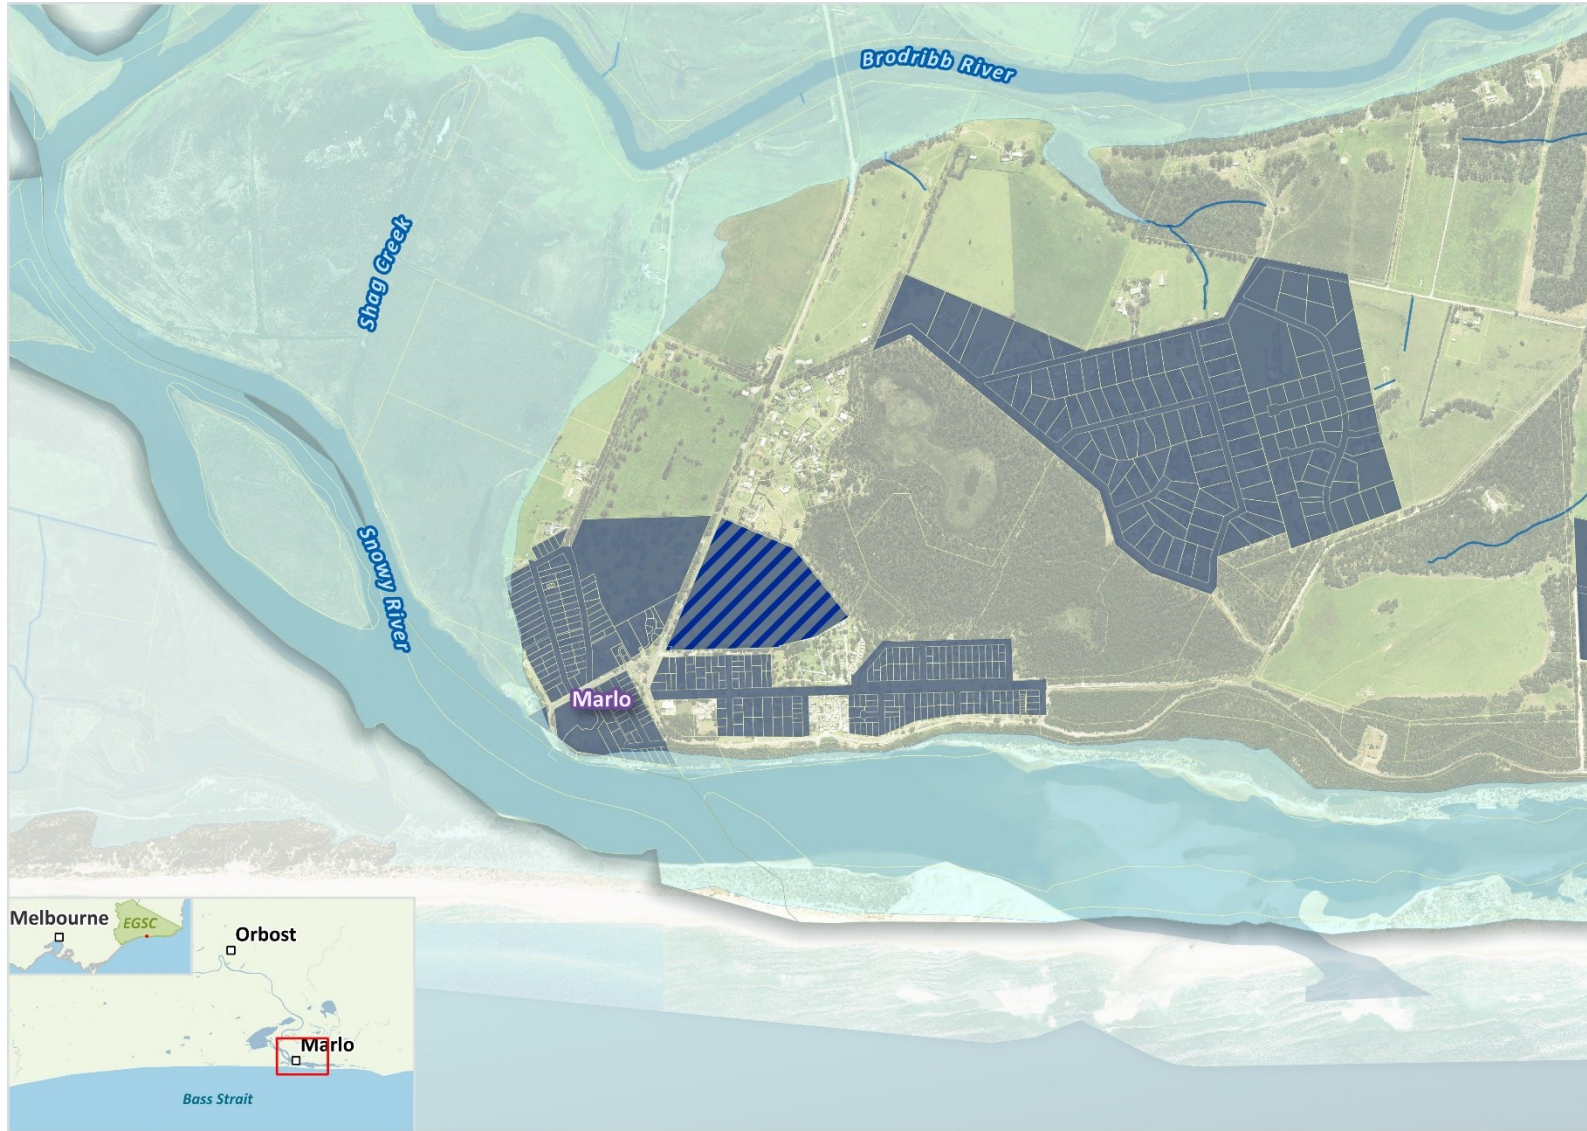 Brodribb River
Shag Creek
Snowy River
Marlo
Melbourne
EGSC
Orbost
Marlo
Bass Strait